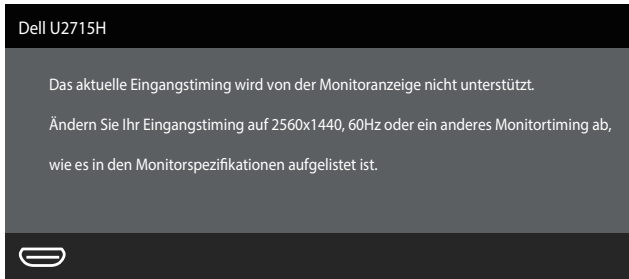 Dell U2715H
Das aktuelle Eingangstiming wird von der Monitoranzeige nicht unterstützt.
Ändern Sie Ihr Eingangstiming auf 2560x1440, 60Hz oder ein anderes Monitortiming ab,
wie es in den Monitorspezifikationen aufgelistet ist.